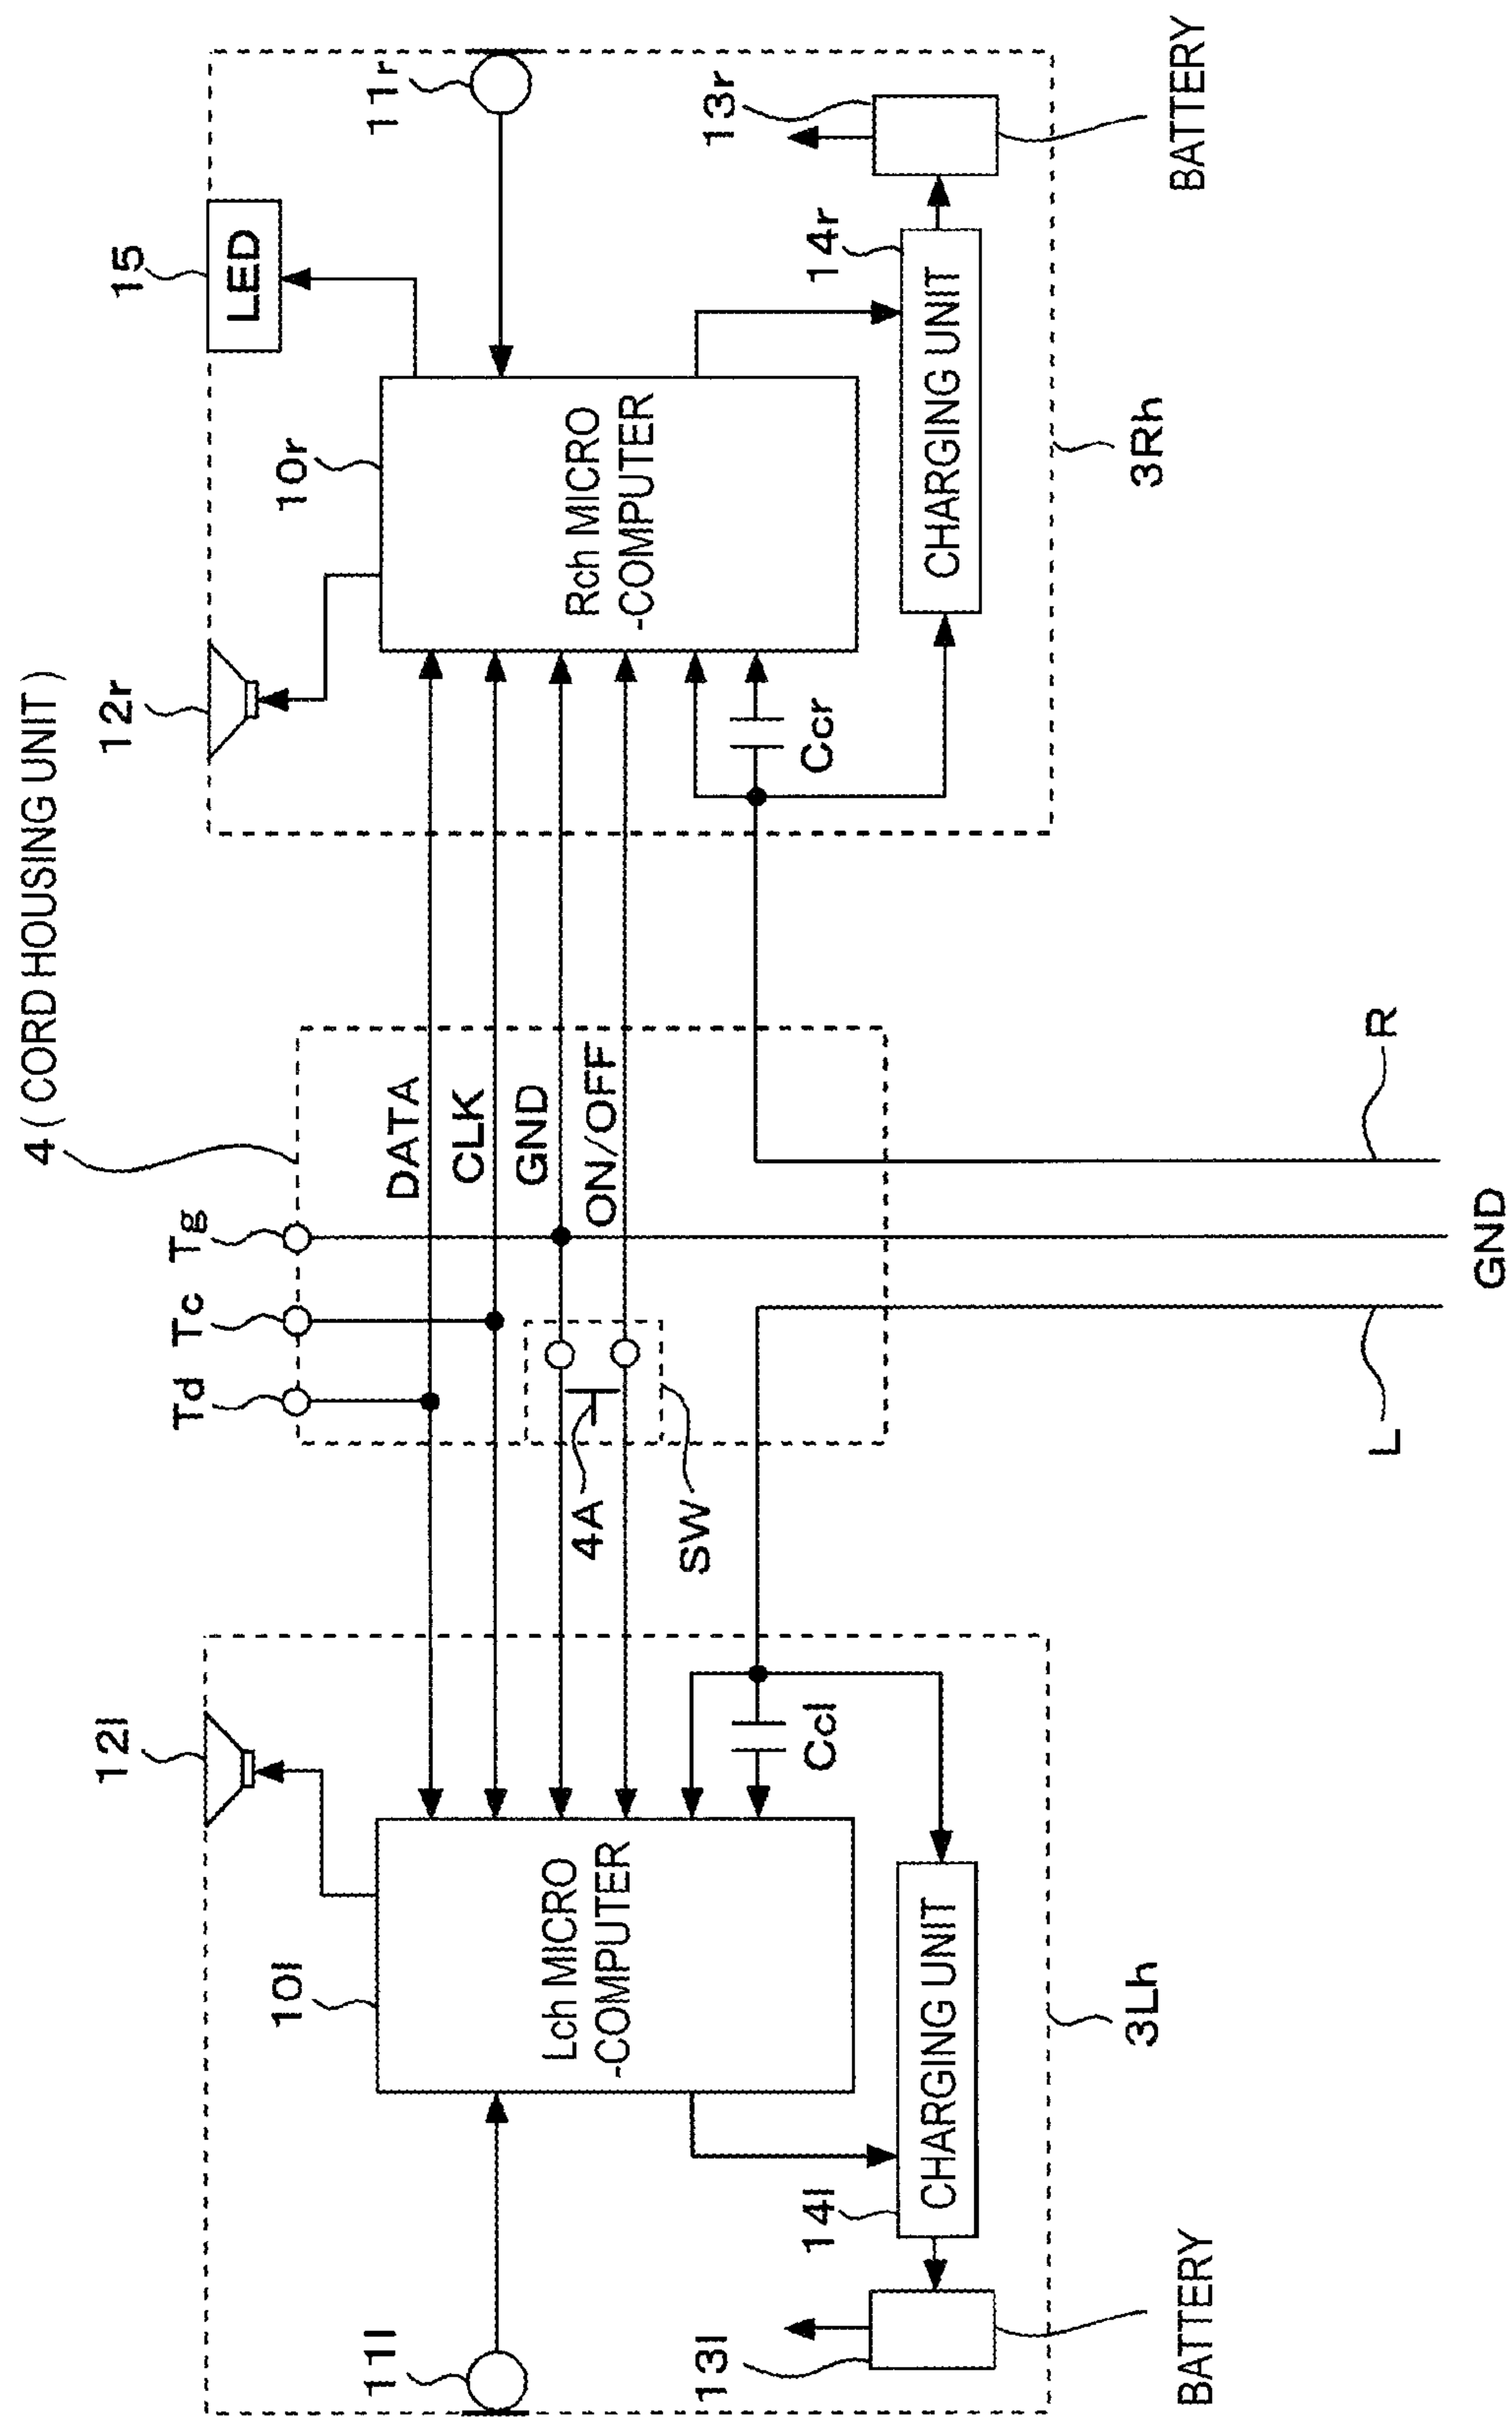 4 ( CORD HOUSING UNIT )
12l
Td
Tc
Tg
12r
15
LED
11r
10l
10r
11l
Lch MICRO
-COMPUTER
DATA
CLK
GND
ON/OFF
4A
SW
Rch MICRO
-COMPUTER
Ccl
Ccr
13l
14l
CHARGING UNIT
14r
CHARGING UNIT
13r
BATTERY
3Lh
3Rh
BATTERY
L
R
GND